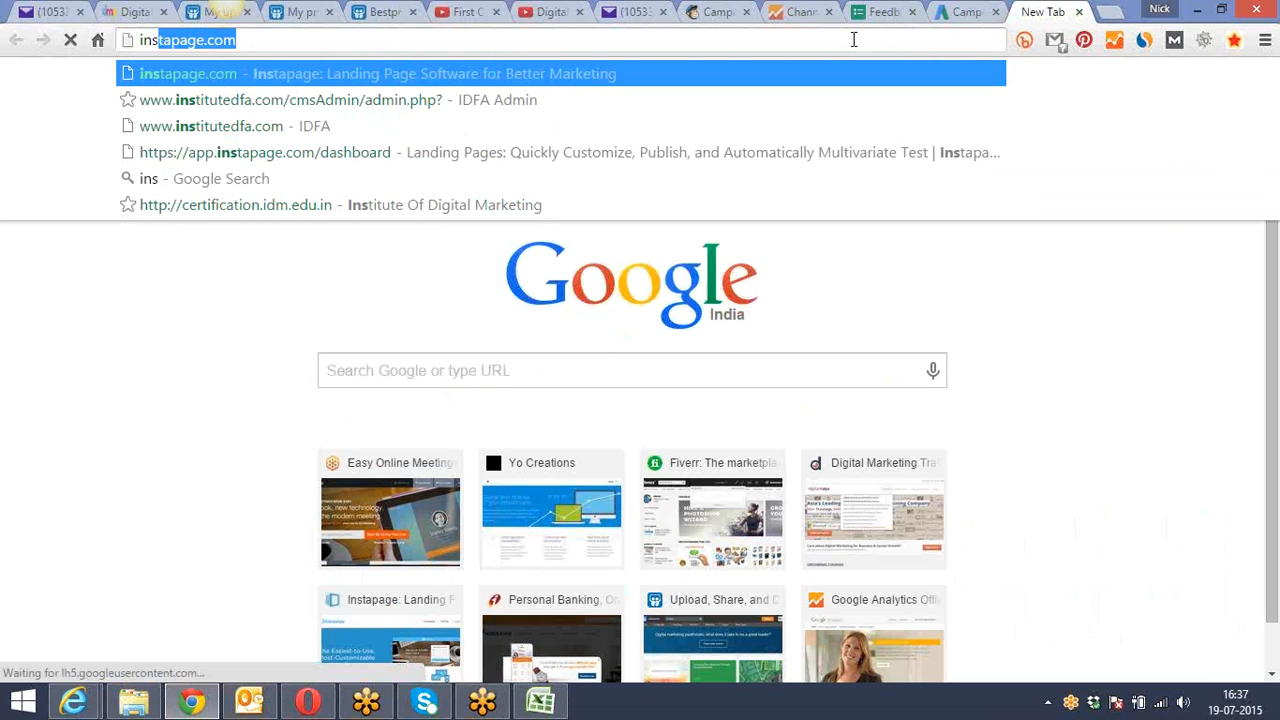 (1053 My u My pr Bestpr First C Digital (1053 Camp Chann Feedb Camp New Tab Nick
instapage.com
instapage.com - Instapage: Landing Page Software for Better Marketing
www.institutedfa.com/cmsAdmin/admin.php? - IDFA Admin
www.institutedfa.com - IDFA
https://app.instapage.com/dashboard - Landing Pages: Quickly Customize, Publish, and Automatically Multivariate Test | Instapa...
ins - Google Search
http://certification.idm.edu.in - Institute Of Digital Marketing
Google
India
Search Google or type URL
Easy Online Meeting Yo Creations Fiverr: The marketpla Digital Marketing Tra
Instapage: Landing P Personal Banking, On Upload, Share, and D Google Analytics Offi
for lh5.googleusercontent.com...
16:37
19-07-2015